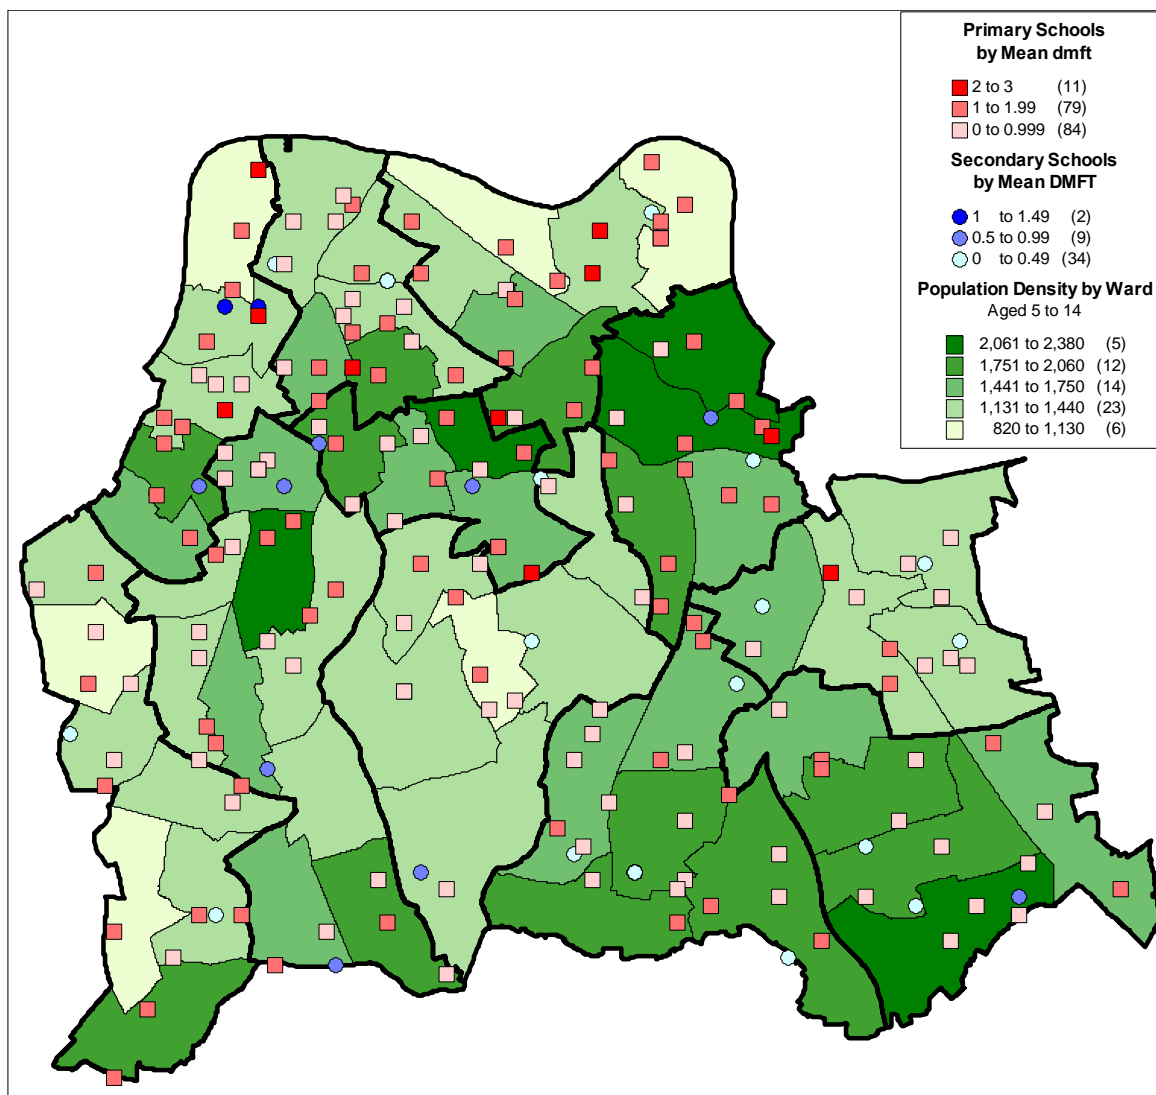 Primary Schools
by Mean dmft
2 to 3 (11)
1 to 1.99 (79)
0 to 0.999 (84)
Secondary Schools
by Mean DMFT
1 to 1.49 (2)
0.5 to 0.99 (9)
0 to 0.49 (34)
Population Density by Ward
Aged 5 to 14
2,061 to 2,380 (5)
1,751 to 2,060 (12)
1,441 to 1,750 (14)
1,131 to 1,440 (23)
820 to 1,130 (6)